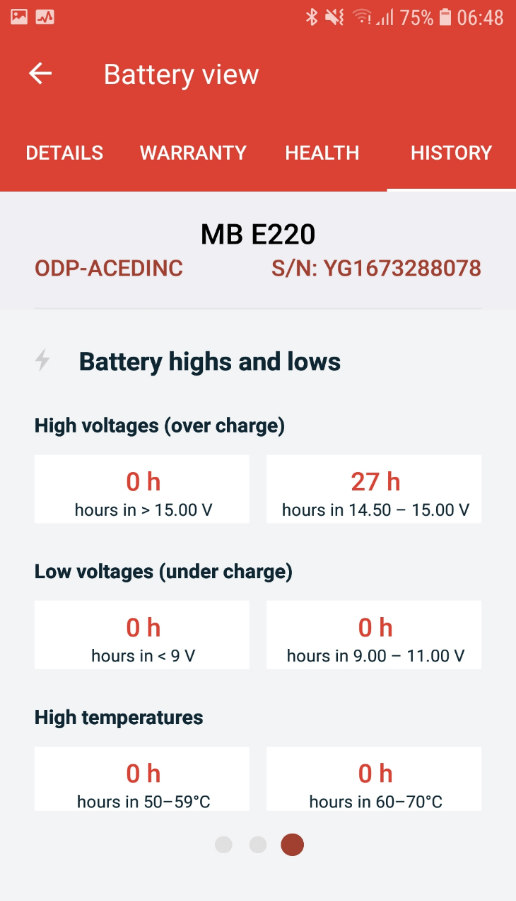 75% 06:48
Battery view
DETAILS WARRANTY HEALTH HISTORY
MB E220
ODP-ACEDINC S/N: YG1673288078
Battery highs and lows
High voltages (over charge)
0 h 27 h
hours in > 15.00 V hours in 14.50 – 15.00 V
Low voltages (under charge)
0 h 0 h
hours in < 9 V hours in 9.00 – 11.00 V
High temperatures
0 h 0 h
hours in 50–59°C hours in 60–70°C